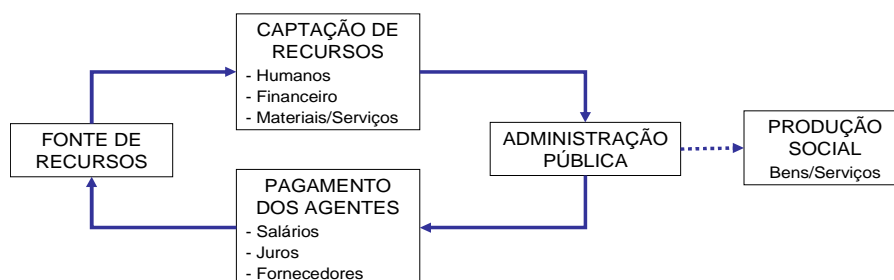 CAPTAÇÃO DE
RECURSOS
- Humanos
- Financeiro
- Materiais/Serviços
FONTE DE
RECURSOS
ADMINISTRAÇÃO
PÚBLICA
PRODUÇÃO
SOCIAL
Bens/Serviços
PAGAMENTO
DOS AGENTES
- Salários
- Juros
- Fornecedores